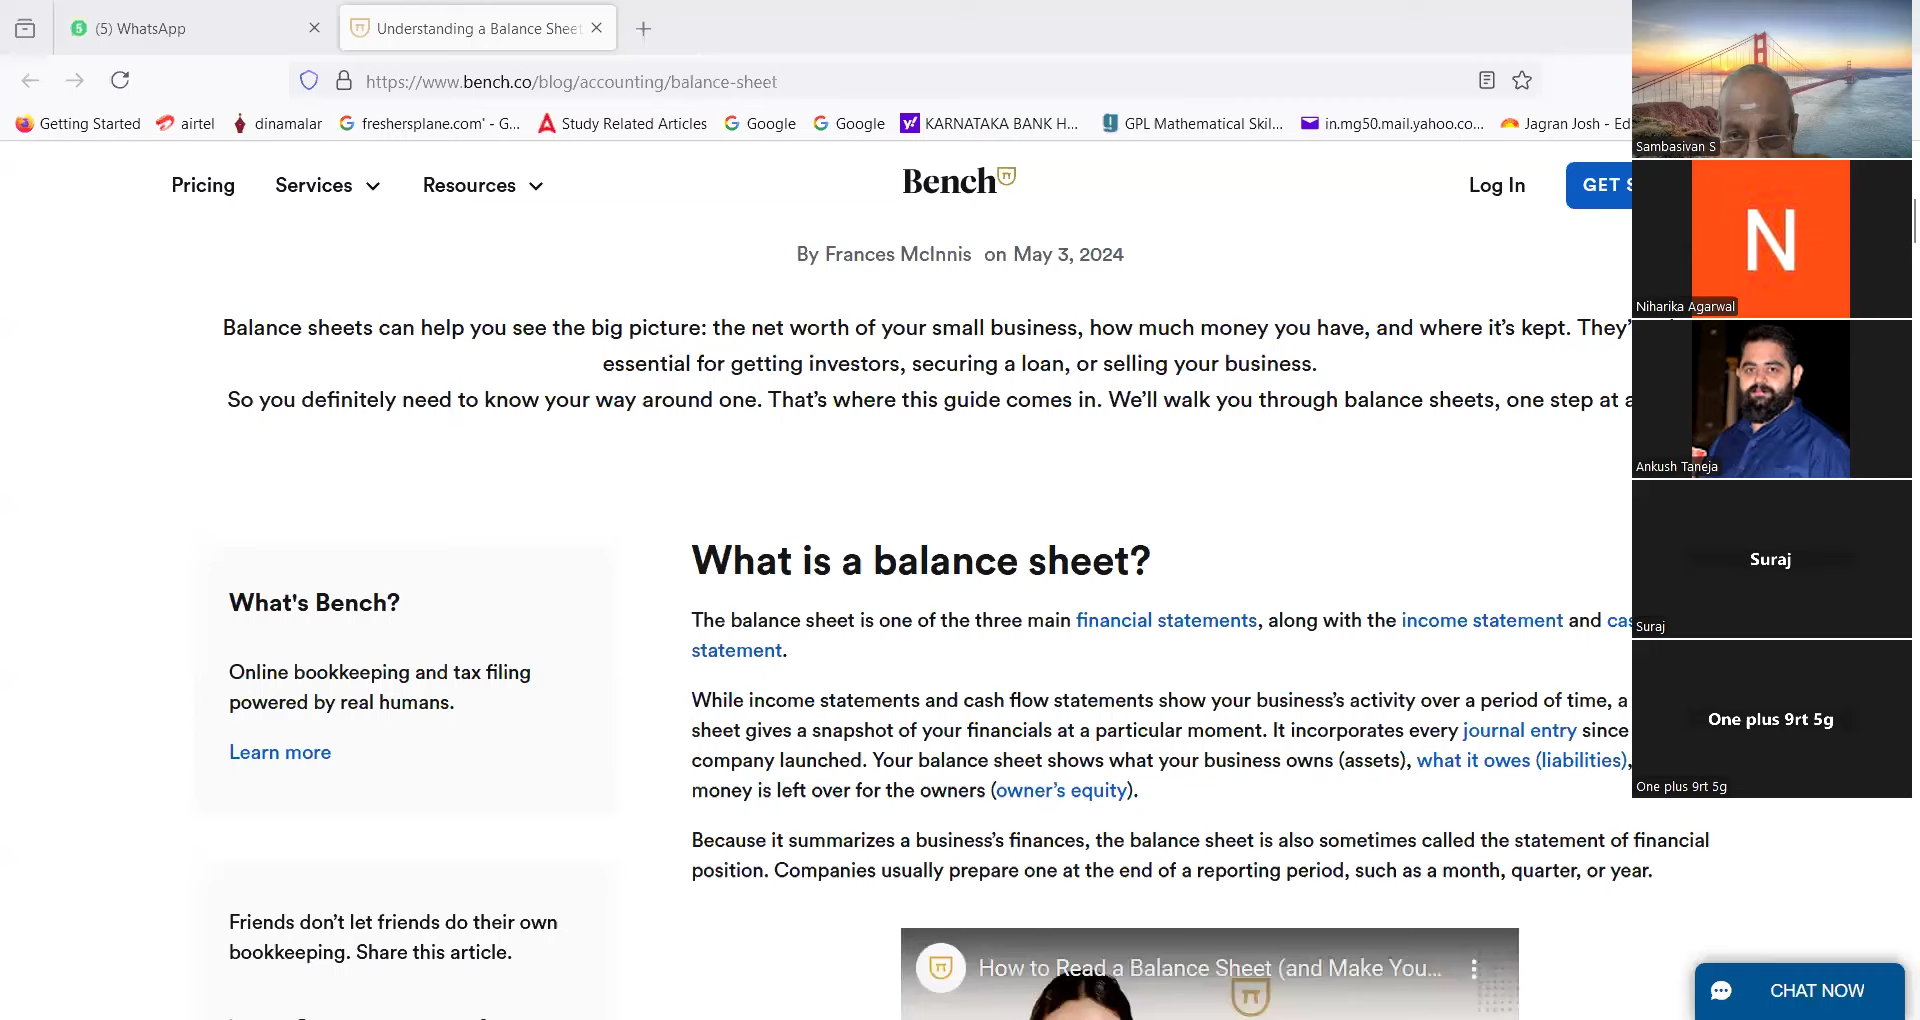 (5) WhatsApp
Understanding a Balance Sheet
https://www.bench.co/blog/accounting/balance-sheet
Getting Started
airtel
dinamalar
freshersplane.com' - G...
Study Related Articles
Google
Google
KARNATAKA BANK H...
GPL Mathematical Skil...
in.mg50.mail.yahoo.co...
Jagran Josh - Ed
Pricing
Services
Resources
Bench
Log In
GET
By Frances McInnis on May 3, 2024
Balance sheets can help you see the big picture: the net worth of your small business, how much money you have, and where it’s kept. They’
essential for getting investors, securing a loan, or selling your business.
So you definitely need to know your way around one. That’s where this guide comes in. We’ll walk you through balance sheets, one step at a
What's Bench?
Online bookkeeping and tax filing
powered by real humans.
Learn more
Friends don’t let friends do their own
bookkeeping. Share this article.
What is a balance sheet?
The balance sheet is one of the three main financial statements, along with the income statement and cas
statement.
While income statements and cash flow statements show your business’s activity over a period of time, a
sheet gives a snapshot of your financials at a particular moment. It incorporates every journal entry since
company launched. Your balance sheet shows what your business owns (assets), what it owes (liabilities),
money is left over for the owners (owner’s equity).
Because it summarizes a business’s finances, the balance sheet is also sometimes called the statement of financial
position. Companies usually prepare one at the end of a reporting period, such as a month, quarter, or year.
How to Read a Balance Sheet (and Make You...
Sambasivan S
N
Niharika Agarwal
Ankush Taneja
Suraj
Suraj
One plus 9rt 5g
One plus 9rt 5g
CHAT NOW